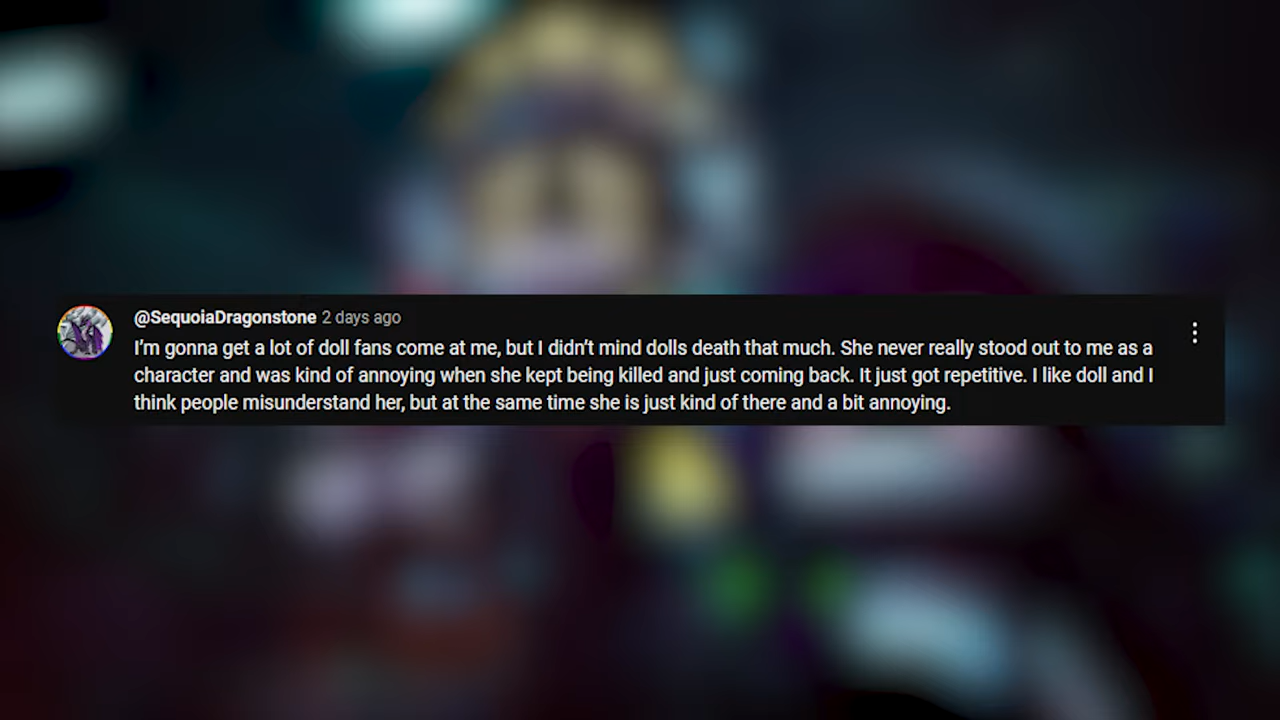 @SequoiaDragonstone 2 days ago
I’m gonna get a lot of doll fans come at me, but I didn’t mind dolls death that much. She never really stood out to me as a
character and was kind of annoying when she kept being killed and just coming back. It just got repetitive. I like doll and I
think people misunderstand her, but at the same time she is just kind of there and a bit annoying.